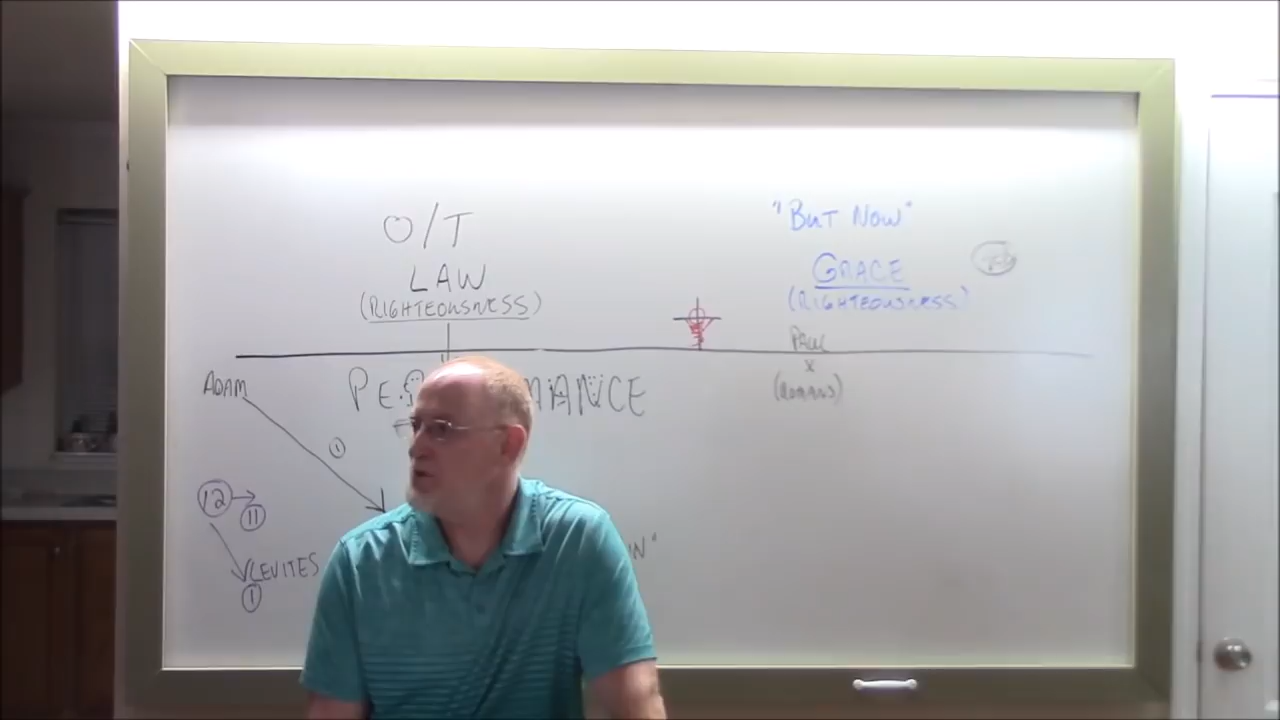 O/T
LAW
(RIGHTEOUSNESS)
"BUT NOW"
GRACE
(RIGHTEOUSNESS)
PAUL
X
(ROMANS)
ADAM
1
12
11
LEVITES
1